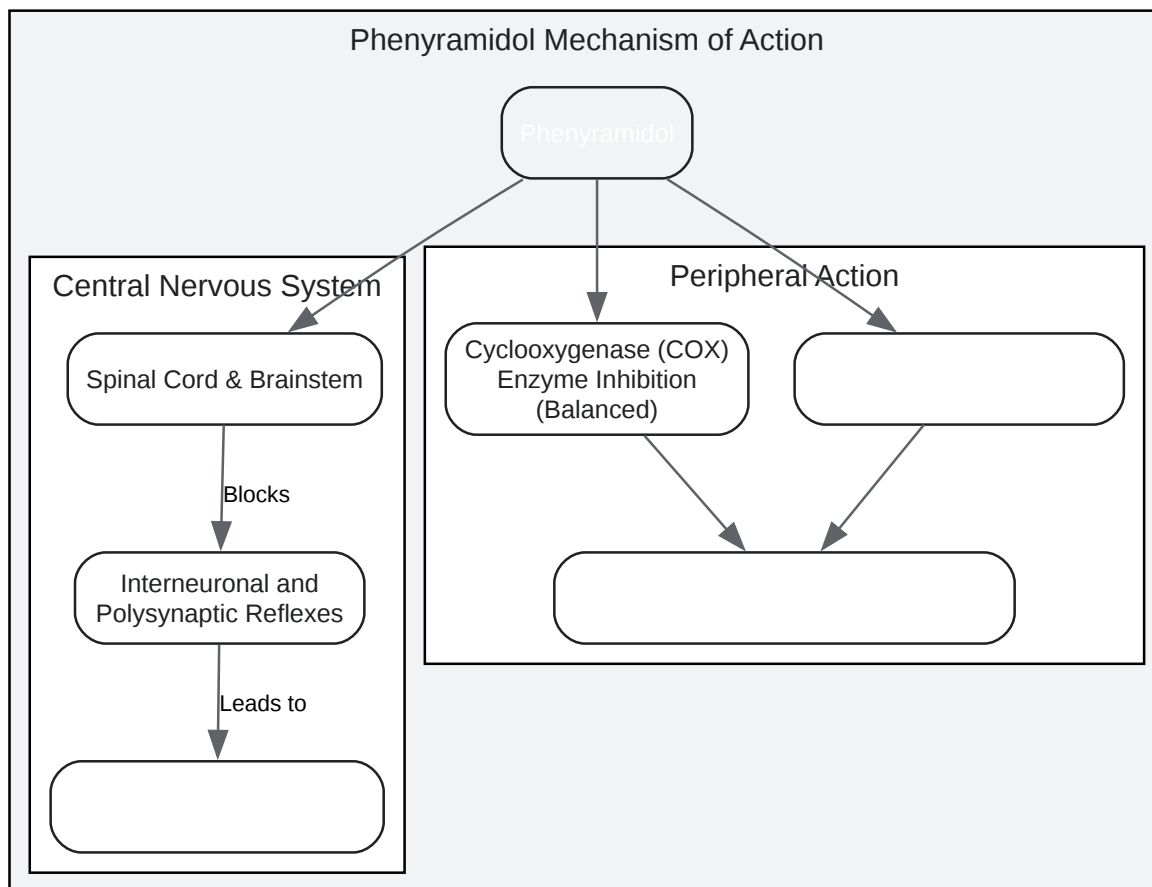 Phenyramidol Mechanism of Action
Phenyramidol
Central Nervous System
Spinal Cord & Brainstem
Blocks
Interneuronal and
Polysynaptic Reflexes
Leads to
Peripheral Action
Cyclooxygenase (COX)
Enzyme Inhibition
(Balanced)